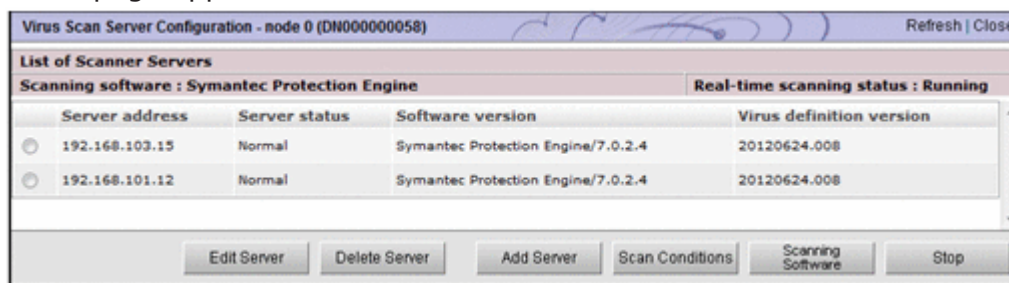 Virus Scan Server Configuration - node 0 (DN000000058) Refresh | Close
List of Scanner Servers
Scanning software : Symantec Protection Engine Real-time scanning status : Running
Server address Server status Software version Virus definition version
192.168.103.15 Normal Symantec Protection Engine/7.0.2.4 20120624.008
192.168.101.12 Normal Symantec Protection Engine/7.0.2.4 20120624.008
Edit Server Delete Server Add Server Scan Conditions Scanning Software Stop